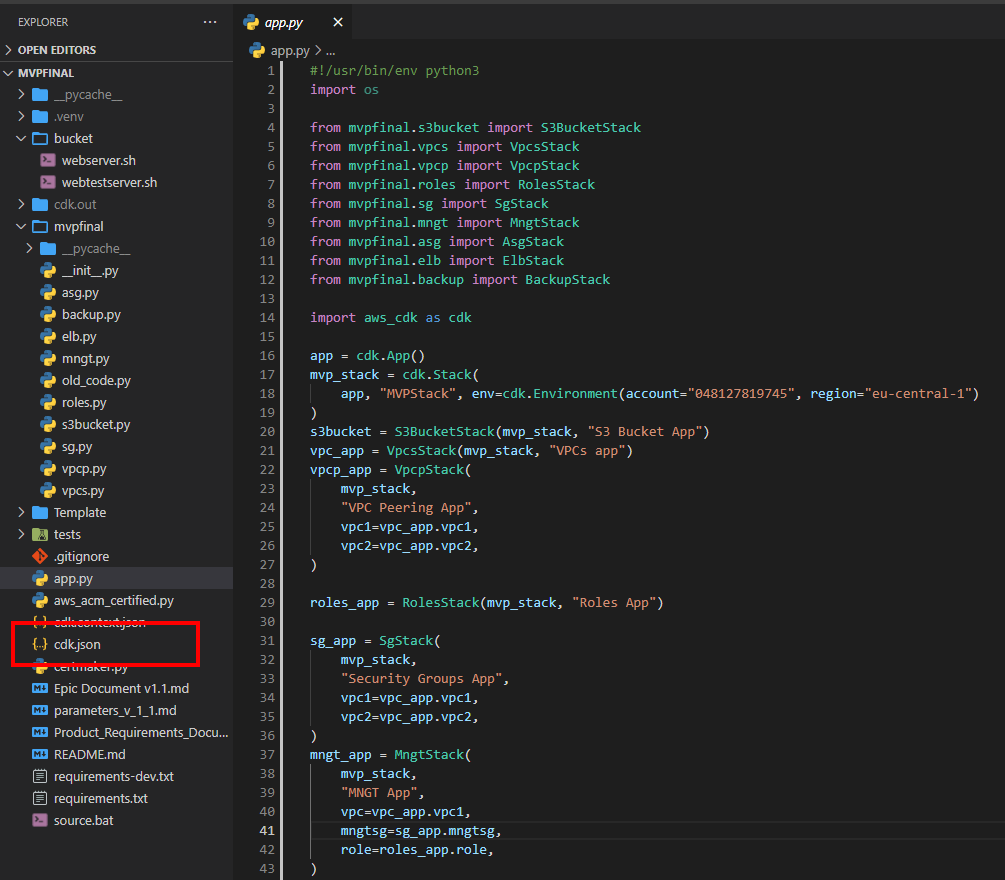 EXPLORER
...
OPEN EDITORS
MVPFINAL
__pycache__
.venv
bucket
webserver.sh
webtestserver.sh
cdk.out
mvpfinal
__pycache__
__init__.py
asg.py
backup.py
elb.py
mngt.py
old_code.py
roles.py
s3bucket.py
sg.py
vpcp.py
vpcs.py
Template
tests
.gitignore
app.py
aws_acm_certified.py
cdk.context.json
cdk.json
certmaker.py
Epic Document v1.1.md
parameters_v_1_1.md
Product_Requirements_Docu...
README.md
requirements-dev.txt
requirements.txt
source.bat
app.py
app.py > ...
1 #!/usr/bin/env python3
2 import os
3
4 from mvpfinal.s3bucket import S3BucketStack
5 from mvpfinal.vpcs import VpcsStack
6 from mvpfinal.vpcp import VpcpStack
7 from mvpfinal.roles import RolesStack
8 from mvpfinal.sg import SgStack
9 from mvpfinal.mngt import MngtStack
10 from mvpfinal.asg import AsgStack
11 from mvpfinal.elb import ElbStack
12 from mvpfinal.backup import BackupStack
13
14 import aws_cdk as cdk
15
16 app = cdk.App()
17 mvp_stack = cdk.Stack(
18 app, "MVPStack", env=cdk.Environment(account="048127819745", region="eu-central-1")
19 )
20 s3bucket = S3BucketStack(mvp_stack, "S3 Bucket App")
21 vpc_app = VpcsStack(mvp_stack, "VPCs app")
22 vpcp_app = VpcpStack(
23 mvp_stack,
24 "VPC Peering App",
25 vpc1=vpc_app.vpc1,
26 vpc2=vpc_app.vpc2,
27 )
28
29 roles_app = RolesStack(mvp_stack, "Roles App")
30
31 sg_app = SgStack(
32 mvp_stack,
33 "Security Groups App",
34 vpc1=vpc_app.vpc1,
35 vpc2=vpc_app.vpc2,
36 )
37 mngt_app = MngtStack(
38 mvp_stack,
39 "MNGT App",
40 vpc=vpc_app.vpc1,
41 mngtsg=sg_app.mngtsg,
42 role=roles_app.role,
43 )